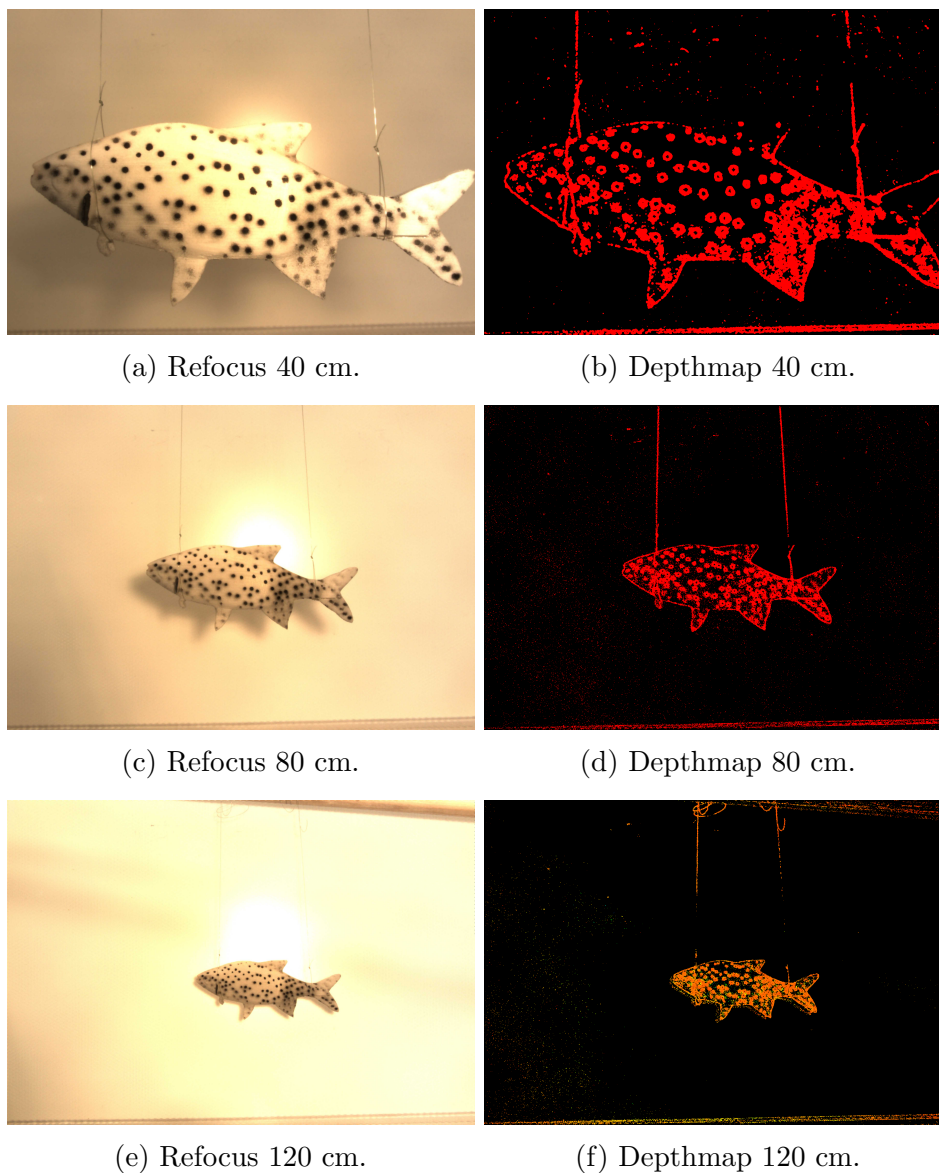 (a) Refocus 40 cm.
(b) Depthmap 40 cm.
(c) Refocus 80 cm.
(d) Depthmap 80 cm.
(e) Refocus 120 cm.
(f) Depthmap 120 cm.